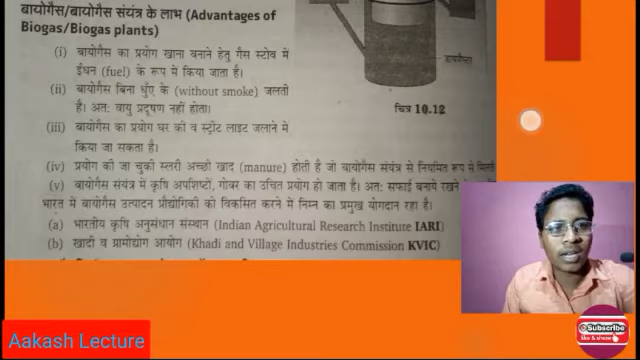 बायोगैस/बायोगैस संयंत्र के लाभ (Advantages of
Biogas/Biogas plants)
(i) बायोगैस का प्रयोग खाना बनाने हेतु गैस स्टोव में
ईंधन (fuel) के रूप में किया जाता है।
(ii) बायोगैस बिना धुँए के (without smoke) जलती
है। अत: वायु प्रदूषण नहीं होता।
(iii) बायोगैस का प्रयोग घर की व स्ट्रीट लाइट जलाने में
किया जा सकता है।
चित्र 10.12
(iv) प्रयोग की जा चुकी स्लरी अच्छी खाद (manure) होती है जो बायोगैस संयंत्र से नियमित रूप से
(v) बायोगैस संयंत्र में कृषि अपशिष्टों, गोबर का उचित प्रयोग हो जाता है। अत: सफाई बनाये रखने
भारत में बायोगैस उत्पादन प्रौद्योगिकी को विकसित करने में निम्न का प्रमुख योगदान रहा है।
(a) भारतीय कृषि अनुसंधान संस्थान (Indian Agricultural Research Institute IARI)
(b) खादी व ग्रामीद्योग आयोग (Khadi and Village Industries Commission KVIC)
Aakash Lecture
Subscribe
like & share